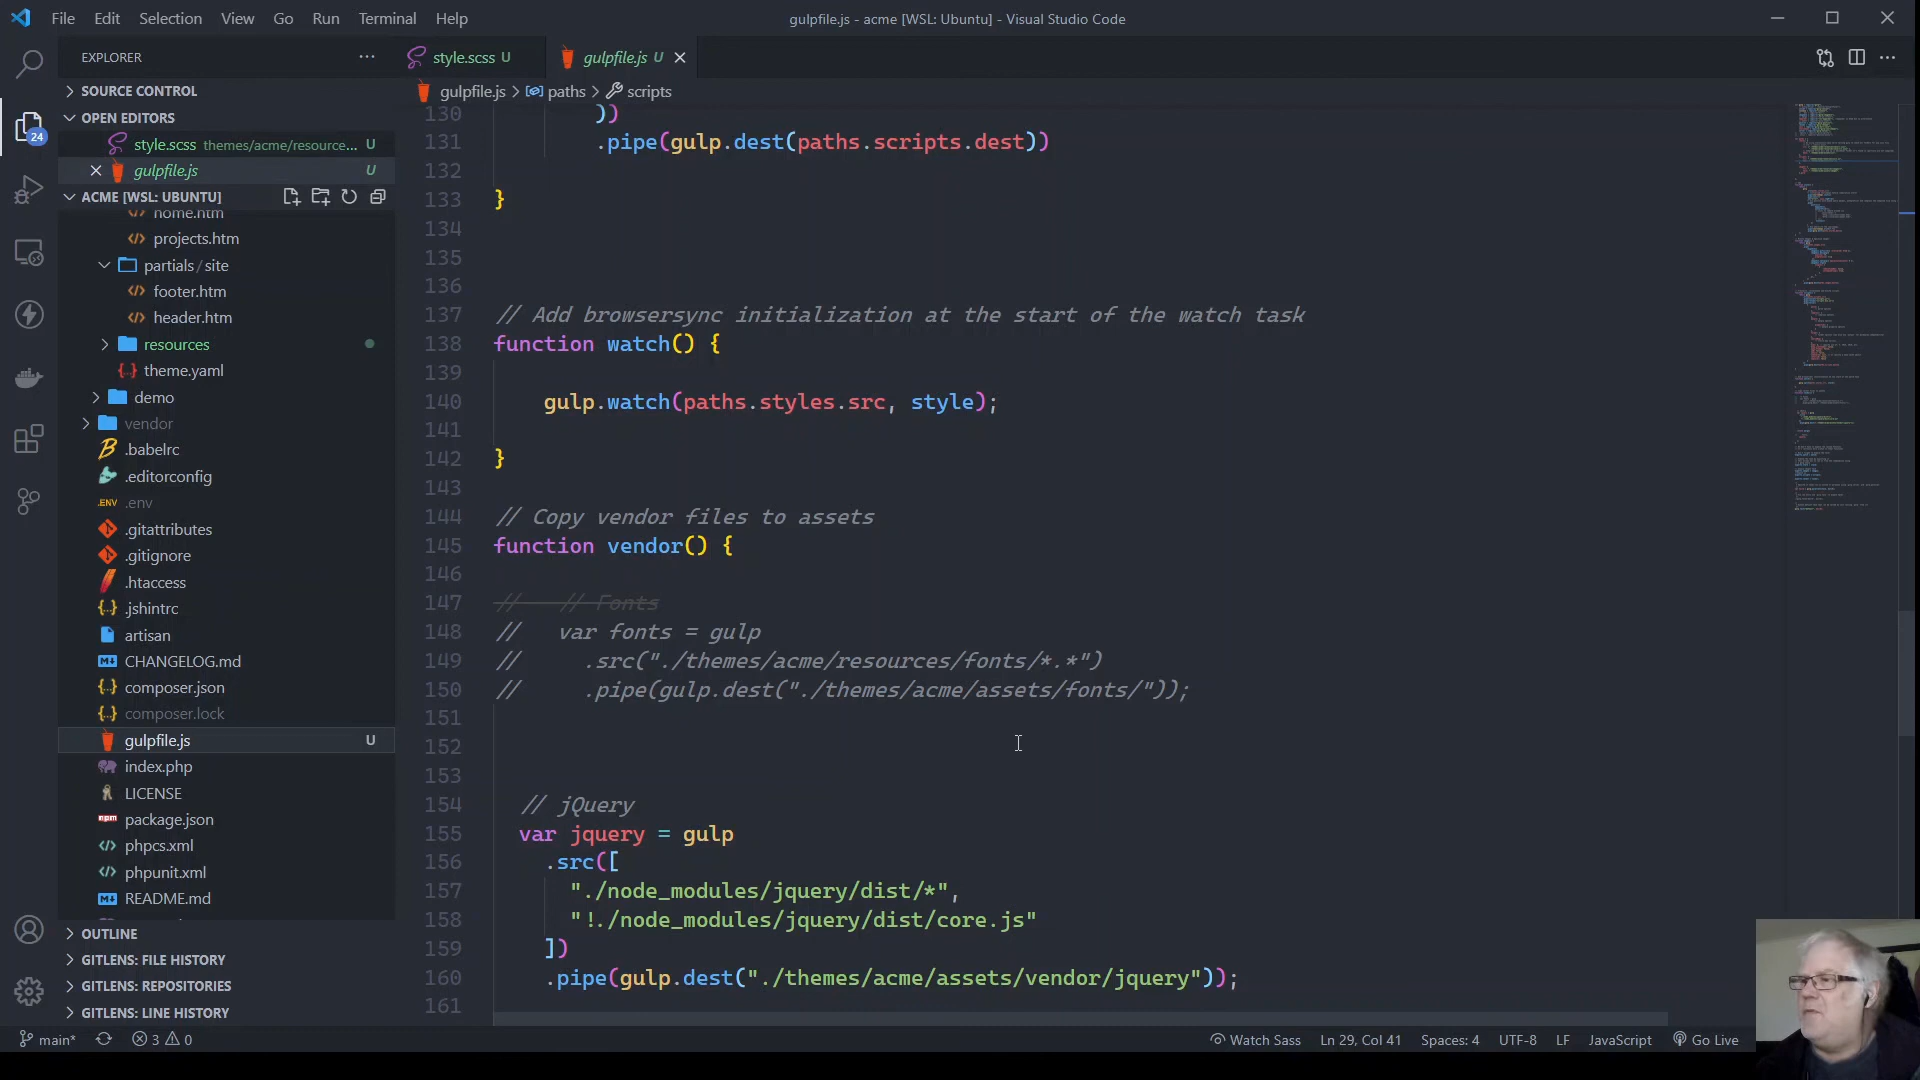 File Edit Selection View Go Run Terminal Help
gulpfile.js - acme [WSL: Ubuntu] - Visual Studio Code
EXPLORER
style.scss U
gulpfile.js U
SOURCE CONTROL
gulpfile.js > paths > scripts
OPEN EDITORS
style.scss themes/acme/resource... U
gulpfile.js U
ACME [WSL: UBUNTU]
home.htm
projects.htm
partials/site
footer.htm
header.htm
resources
theme.yaml
demo
vendor
.babelrc
.editorconfig
.ENV .env
.gitattributes
.gitignore
.htaccess
.jshintrc
artisan
CHANGELOG.md
composer.json
composer.lock
gulpfile.js U
index.php
LICENSE
package.json
phpcs.xml
phpunit.xml
README.md
OUTLINE
GITLENS: FILE HISTORY
GITLENS: REPOSITORIES
GITLENS: LINE HISTORY
24
130 ))
131 .pipe(gulp.dest(paths.scripts.dest))
132
133 }
134
135
136
137 // Add browsersync initialization at the start of the watch task
138 function watch() {
139
140 gulp.watch(paths.styles.src, style);
141
142 }
143
144 // Copy vendor files to assets
145 function vendor() {
146
147 // // Fonts
148 // var fonts = gulp
149 // .src("./themes/acme/resources/fonts/*.*")
150 // .pipe(gulp.dest("./themes/acme/assets/fonts/"));
151
152
153
154 // jQuery
155 var jquery = gulp
156 .src([
157 "./node_modules/jquery/dist/*",
158 "!./node_modules/jquery/dist/core.js"
159 ])
160 .pipe(gulp.dest("./themes/acme/assets/vendor/jquery"));
161
main* 3 0
Watch Sass Ln 29, Col 41 Spaces: 4 UTF-8 LF JavaScript Go Live